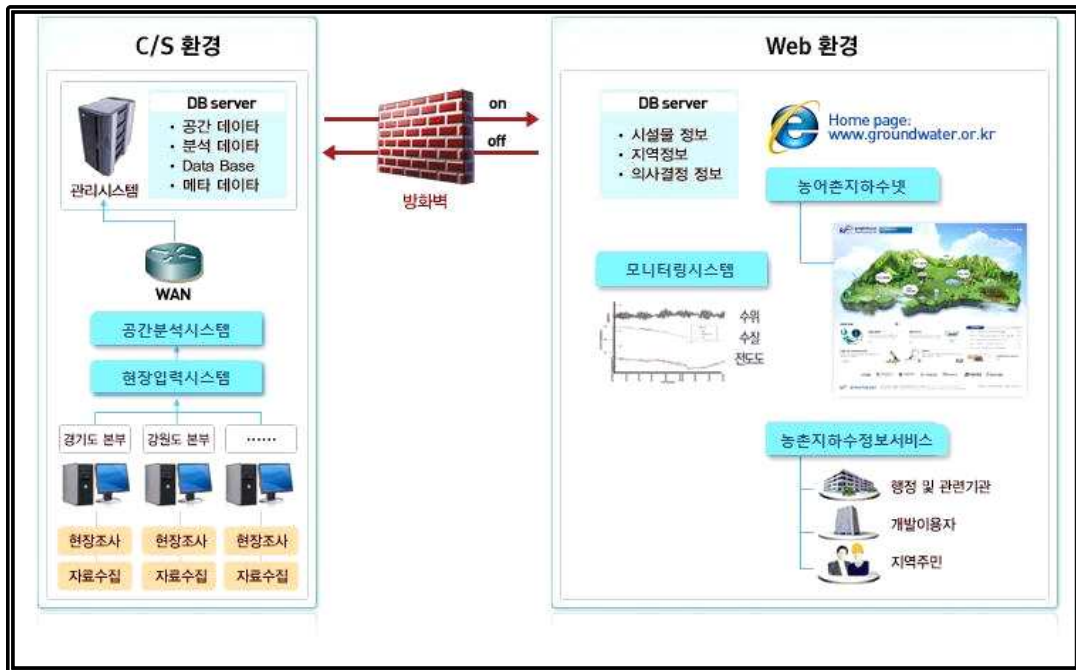 C/S 환경
DB server
• 공간 데이타
• 분석 데이타
• Data Base
• 메타 데이타
관리시스템
WAN
공간분석시스템
현장입력시스템
경기도 본부
강원도 본부
······
현장조사
현장조사
현장조사
자료수집
자료수집
자료수집
on
off
방화벽
Web 환경
DB server
• 시설물 정보
• 지역정보
• 의사결정 정보
Home page:
www.groundwater.or.kr
농어촌지하수넷
모니터링시스템
수위
수질
전도도
농촌지하수정보서비스
행정 및 관련기관
개발이용자
지역주민